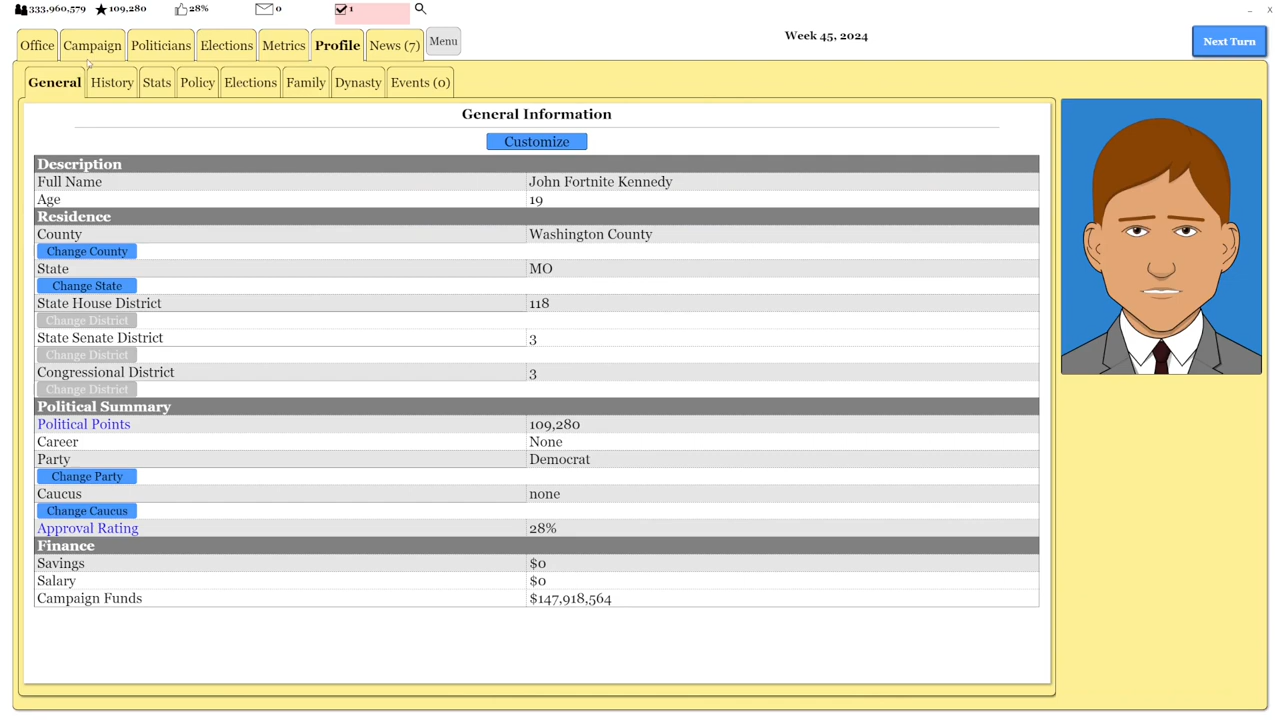 333,960,579 109,280 28% 0 1
Office Campaign Politicians Elections Metrics Profile News (7) Menu Week 45, 2024 Next Turn
General History Stats Policy Elections Family Dynasty Events (0)
General Information
Customize
Description
Full Name John Fortnite Kennedy
Age 19
Residence
County Washington County
Change County
State MO
Change State
State House District 118
Change District
State Senate District 3
Change District
Congressional District 3
Change District
Political Summary
Political Points 109,280
Career None
Party Democrat
Change Party
Caucus none
Change Caucus
Approval Rating 28%
Finance
Savings $0
Salary $0
Campaign Funds $147,918,564